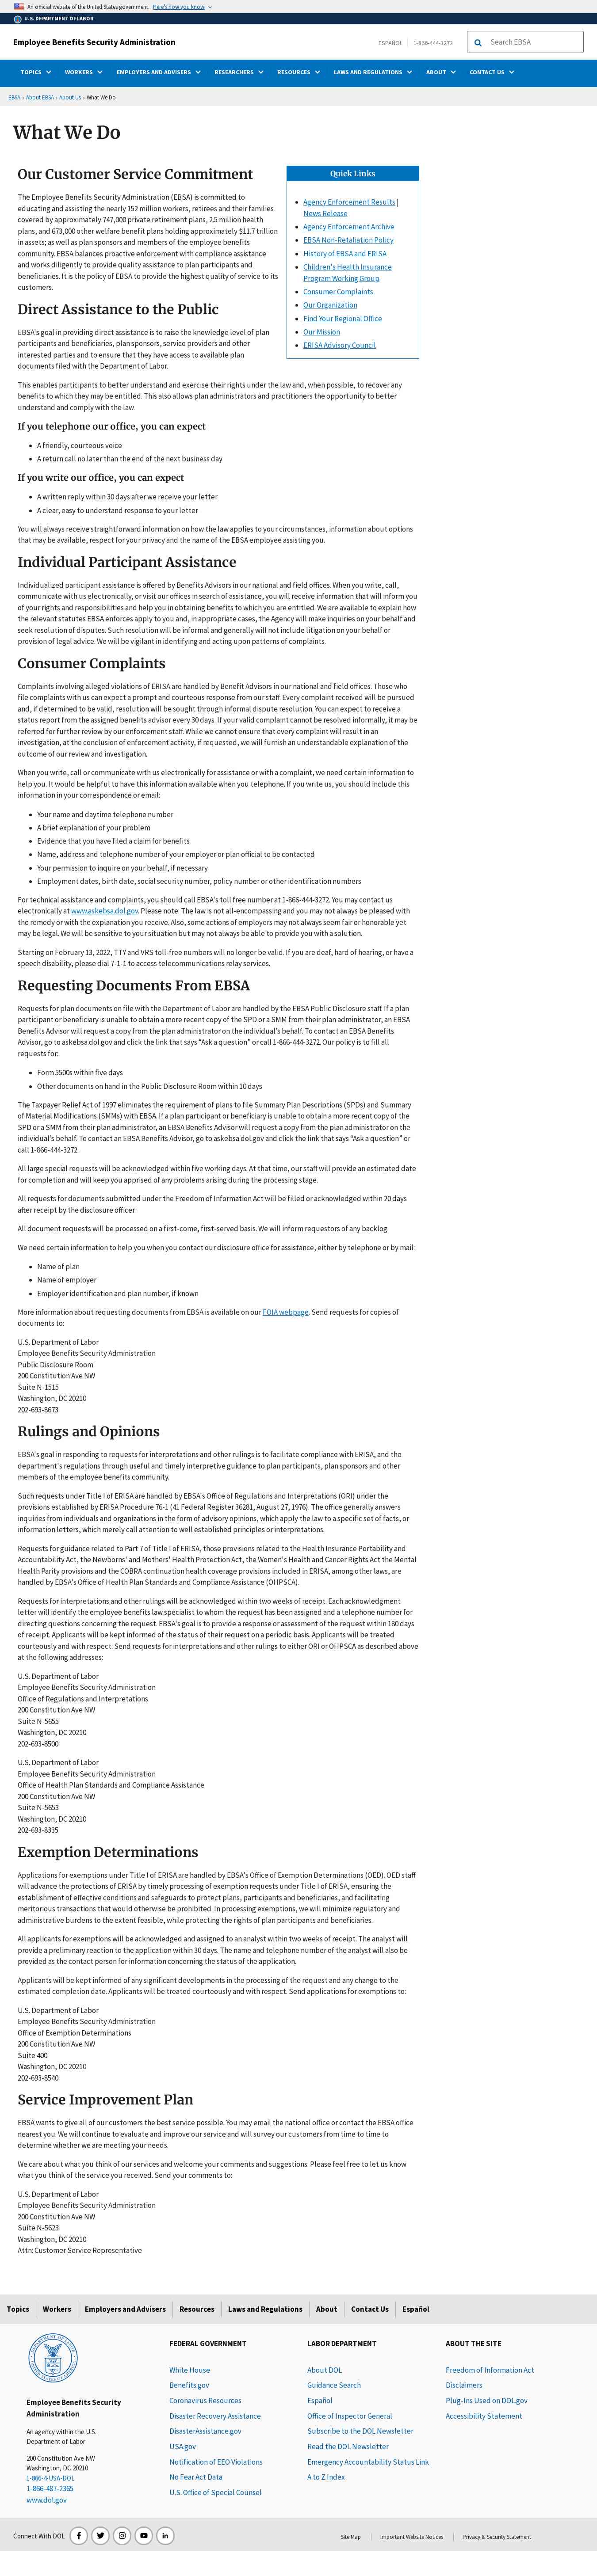 An official website of the United States government. Here's how you know
U.S. DEPARTMENT OF LABOR
Employee Benefits Security Administration
ESPAÑOL
1-866-444-3272
Search EBSA
TOPICS
WORKERS
EMPLOYERS AND ADVISERS
RESEARCHERS
RESOURCES
LAWS AND REGULATIONS
ABOUT
CONTACT US
EBSA › About EBSA › About Us › What We Do
What We Do
Our Customer Service Commitment
The Employee Benefits Security Administration (EBSA) is committed to
educating and assisting the nearly 152 million workers, retirees and their families
covered by approximately 747,000 private retirement plans, 2.5 million health
plans, and 673,000 other welfare benefit plans holding approximately $11.7 trillion
in assets; as well as plan sponsors and members of the employee benefits
community. EBSA balances proactive enforcement with compliance assistance
and works diligently to provide quality assistance to plan participants and
beneficiaries. It is the policy of EBSA to provide the highest quality of service to its
customers.
Quick Links
Agency Enforcement Results |
News Release
Agency Enforcement Archive
EBSA Non-Retaliation Policy
History of EBSA and ERISA
Children's Health Insurance
Program Working Group
Consumer Complaints
Our Organization
Find Your Regional Office
Our Mission
ERISA Advisory Council
Direct Assistance to the Public
EBSA's goal in providing direct assistance is to raise the knowledge level of plan
participants and beneficiaries, plan sponsors, service providers and other
interested parties and to ensure that they have access to available plan
documents filed with the Department of Labor.
This enables participants to better understand and exercise their rights under the law and, when possible, to recover any
benefits to which they may be entitled. This also allows plan administrators and practitioners the opportunity to better
understand and comply with the law.
If you telephone our office, you can expect
A friendly, courteous voice
A return call no later than the end of the next business day
If you write our office, you can expect
A written reply within 30 days after we receive your letter
A clear, easy to understand response to your letter
You will always receive straightforward information on how the law applies to your circumstances, information about options
that may be available, respect for your privacy and the name of the EBSA employee assisting you.
Individual Participant Assistance
Individualized participant assistance is offered by Benefits Advisors in our national and field offices. When you write, call,
communicate with us electronically, or visit our offices in search of assistance, you will receive information that will inform you
of your rights and responsibilities and help you in obtaining benefits to which you are entitled. We are available to explain how
the relevant statutes EBSA enforces apply to you and, in appropriate cases, the Agency will make inquiries on your behalf and
seek resolution of disputes. Such resolution will be informal and generally will not include litigation on your behalf or
provision of legal advice. We will be vigilant in identifying and acting upon patterns of complaints.
Consumer Complaints
Complaints involving alleged violations of ERISA are handled by Benefit Advisors in our national and field offices. Those who
file complaints with us can expect a prompt and courteous response from our staff. Every complaint received will be pursued
and, if determined to be valid, resolution will be sought through informal dispute resolution. You can expect to receive a
status report from the assigned benefits advisor every 30 days. If your valid complaint cannot be resolved informally, it may be
referred for further review by our enforcement staff. While we cannot ensure that every complaint will result in an
investigation, at the conclusion of enforcement activity, if requested, we will furnish an understandable explanation of the
outcome of our review and investigation.
When you write, call or communicate with us electronically for assistance or with a complaint, we need certain information to
help you. It would be helpful to have this information available when you telephone. If you write us, you should include this
information in your correspondence or email:
Your name and daytime telephone number
A brief explanation of your problem
Evidence that you have filed a claim for benefits
Name, address and telephone number of your employer or plan official to be contacted
Your permission to inquire on your behalf, if necessary
Employment dates, birth date, social security number, policy number or other identification numbers
For technical assistance and complaints, you should call EBSA's toll free number at 1-866-444-3272. You may contact us
electronically at www.askebsa.dol.gov. Please note: The law is not all-encompassing and you may not always be pleased with
the remedy or with the explanation you receive. Also, some actions of employers may not always be fair or honorable yet
may be legal. We will be sensitive to your situation but may not always be able to provide you with a solution.
Starting on February 13, 2022, TTY and VRS toll-free numbers will no longer be valid. If you are deaf, hard of hearing, or have a
speech disability, please dial 7-1-1 to access telecommunications relay services.
Requesting Documents From EBSA
Requests for plan documents on file with the Department of Labor are handled by the EBSA Public Disclosure staff. If a plan
participant or beneficiary is unable to obtain a more recent copy of the SPD or a SMM from their plan administrator, an EBSA
Benefits Advisor will request a copy from the plan administrator on the individual’s behalf. To contact an EBSA Benefits
Advisor, go to askebsa.dol.gov and click the link that says “Ask a question” or call 1-866-444-3272. Our policy is to fill all
requests for:
Form 5500s within five days
Other documents on hand in the Public Disclosure Room within 10 days
The Taxpayer Relief Act of 1997 eliminates the requirement of plans to file Summary Plan Descriptions (SPDs) and Summary
of Material Modifications (SMMs) with EBSA. If a plan participant or beneficiary is unable to obtain a more recent copy of the
SPD or a SMM from their plan administrator, an EBSA Benefits Advisor will request a copy from the plan administrator on the
individual’s behalf. To contact an EBSA Benefits Advisor, go to askebsa.dol.gov and click the link that says “Ask a question” or
call 1-866-444-3272.
All large special requests will be acknowledged within five working days. At that time, our staff will provide an estimated date
for completion and will keep you apprised of any problems arising during the processing stage.
All requests for documents submitted under the Freedom of Information Act will be filled or acknowledged within 20 days
after receipt by the disclosure officer.
All document requests will be processed on a first-come, first-served basis. We will inform requestors of any backlog.
We need certain information to help you when you contact our disclosure office for assistance, either by telephone or by mail:
Name of plan
Name of employer
Employer identification and plan number, if known
More information about requesting documents from EBSA is available on our FOIA webpage. Send requests for copies of
documents to:
U.S. Department of Labor
Employee Benefits Security Administration
Public Disclosure Room
200 Constitution Ave NW
Suite N-1515
Washington, DC 20210
202-693-8673
Rulings and Opinions
EBSA's goal in responding to requests for interpretations and other rulings is to facilitate compliance with ERISA, and the
department's regulations through useful and timely interpretive guidance to plan participants, plan sponsors and other
members of the employee benefits community.
Such requests under Title I of ERISA are handled by EBSA's Office of Regulations and Interpretations (ORI) under the
provisions established by ERISA Procedure 76-1 (41 Federal Register 36281, August 27, 1976). The office generally answers
inquiries from individuals and organizations in the form of advisory opinions, which apply the law to a specific set of facts, or
information letters, which merely call attention to well established principles or interpretations.
Requests for guidance related to Part 7 of Title I of ERISA, those provisions related to the Health Insurance Portability and
Accountability Act, the Newborns' and Mothers' Health Protection Act, the Women's Health and Cancer Rights Act the Mental
Health Parity provisions and the COBRA continuation health coverage provisions included in ERISA, among other laws, are
handled by EBSA's Office of Health Plan Standards and Compliance Assistance (OHPSCA).
Requests for interpretations and other rulings will be acknowledged within two weeks of receipt. Each acknowledgment
letter will identify the employee benefits law specialist to whom the request has been assigned and a telephone number for
directing questions concerning the request. EBSA's goal is to provide a response or assessment of the request within 180 days
of receipt. Applicants will be kept informed of the status of their request on a periodic basis. Applicants will be treated
courteously and with respect. Send requests for interpretations and other rulings to either ORI or OHPSCA as described above
at the following addresses:
U.S. Department of Labor
Employee Benefits Security Administration
Office of Regulations and Interpretations
200 Constitution Ave NW
Suite N-5655
Washington, DC 20210
202-693-8500
U.S. Department of Labor
Employee Benefits Security Administration
Office of Health Plan Standards and Compliance Assistance
200 Constitution Ave NW
Suite N-5653
Washington, DC 20210
202-693-8335
Exemption Determinations
Applications for exemptions under Title I of ERISA are handled by EBSA's Office of Exemption Determinations (OED). OED staff
will advance the protections of ERISA by timely processing of exemption requests under Title I of ERISA, ensuring the
establishment of effective conditions and safeguards to protect plans, participants and beneficiaries, and facilitating
meritorious transactions that would otherwise be prohibited. In processing exemptions, we will minimize regulatory and
administrative burdens to the extent feasible, while protecting the rights of plan participants and beneficiaries.
All applicants for exemptions will be acknowledged and assigned to an analyst within two weeks of receipt. The analyst will
provide a preliminary reaction to the application within 30 days. The name and telephone number of the analyst will also be
provided as the contact person for information concerning the status of the application.
Applicants will be kept informed of any significant developments in the processing of the request and any change to the
estimated completion date. Applicants will be treated courteously and with respect. Send applications for exemptions to:
U.S. Department of Labor
Employee Benefits Security Administration
Office of Exemption Determinations
200 Constitution Ave NW
Suite 400
Washington, DC 20210
202-693-8540
Service Improvement Plan
EBSA wants to give all of our customers the best service possible. You may email the national office or contact the EBSA office
nearest you. We will continue to evaluate and improve our service and will survey our customers from time to time to
determine whether we are meeting your needs.
We care about what you think of our services and welcome your comments and suggestions. Please feel free to let us know
what you think of the service you received. Send your comments to:
U.S. Department of Labor
Employee Benefits Security Administration
200 Constitution Ave NW
Suite N-5623
Washington, DC 20210
Attn: Customer Service Representative
Topics
Workers
Employers and Advisers
Resources
Laws and Regulations
About
Contact Us
Español
Employee Benefits Security
Administration
An agency within the U.S.
Department of Labor
200 Constitution Ave NW
Washington, DC 20210
1-866-4-USA-DOL
1-866-487-2365
www.dol.gov
FEDERAL GOVERNMENT
White House
Benefits.gov
Coronavirus Resources
Disaster Recovery Assistance
DisasterAssistance.gov
USA.gov
Notification of EEO Violations
No Fear Act Data
U.S. Office of Special Counsel
LABOR DEPARTMENT
About DOL
Guidance Search
Español
Office of Inspector General
Subscribe to the DOL Newsletter
Read the DOL Newsletter
Emergency Accountability Status Link
A to Z Index
ABOUT THE SITE
Freedom of Information Act
Disclaimers
Plug-Ins Used on DOL.gov
Accessibility Statement
Connect With DOL
Site Map
Important Website Notices
Privacy & Security Statement